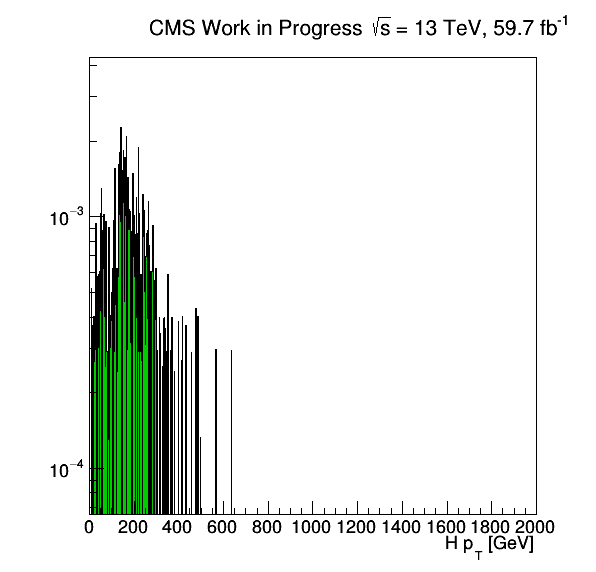 CMS Work in Progress √s = 13 TeV, 59.7 fb⁻¹
10⁻³
10⁻⁴
0 200 400 600 800 1000 1200 1400 1600 1800 2000
H p_T [GeV]